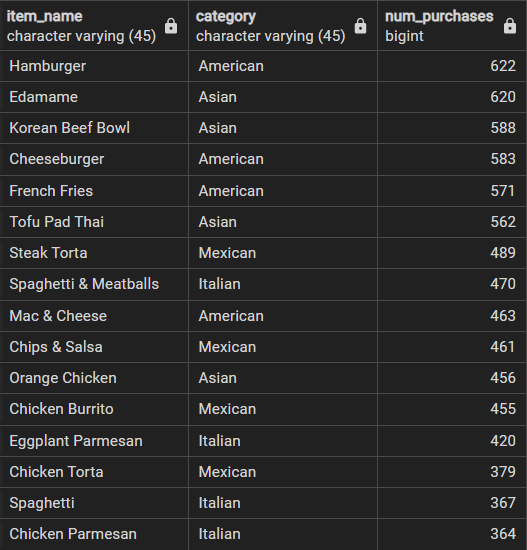 item_name category num_purchases
character varying (45) character varying (45) bigint
Hamburger American 622
Edamame Asian 620
Korean Beef Bowl Asian 588
Cheeseburger American 583
French Fries American 571
Tofu Pad Thai Asian 562
Steak Torta Mexican 489
Spaghetti & Meatballs Italian 470
Mac & Cheese American 463
Chips & Salsa Mexican 461
Orange Chicken Asian 456
Chicken Burrito Mexican 455
Eggplant Parmesan Italian 420
Chicken Torta Mexican 379
Spaghetti Italian 367
Chicken Parmesan Italian 364